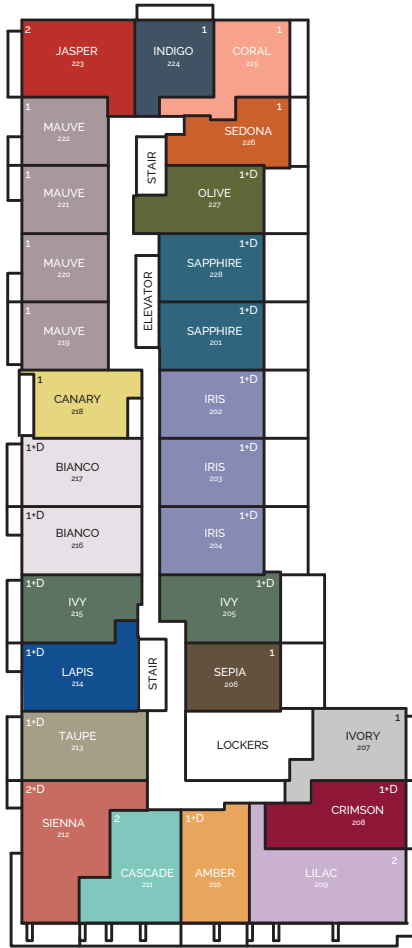 2
JASPER
223
1
INDIGO
224
1
CORAL
225
1
MAUVE
222
1
SEDONA
226
STAIR
1
MAUVE
221
1+D
OLIVE
227
1
MAUVE
220
1+D
SAPPHIRE
228
ELEVATOR
1
MAUVE
219
1+D
SAPPHIRE
201
1
CANARY
218
1+D
IRIS
202
1+D
BIANCO
217
1+D
IRIS
203
1+D
BIANCO
216
1+D
IRIS
204
1+D
IVY
215
1+D
IVY
205
1+D
LAPIS
214
STAIR
1
SEPIA
206
1+D
TAUPE
213
LOCKERS
1
IVORY
207
2+D
SIENNA
212
1+D
CRIMSON
208
2
CASCADE
211
1+D
AMBER
210
2
LILAC
209